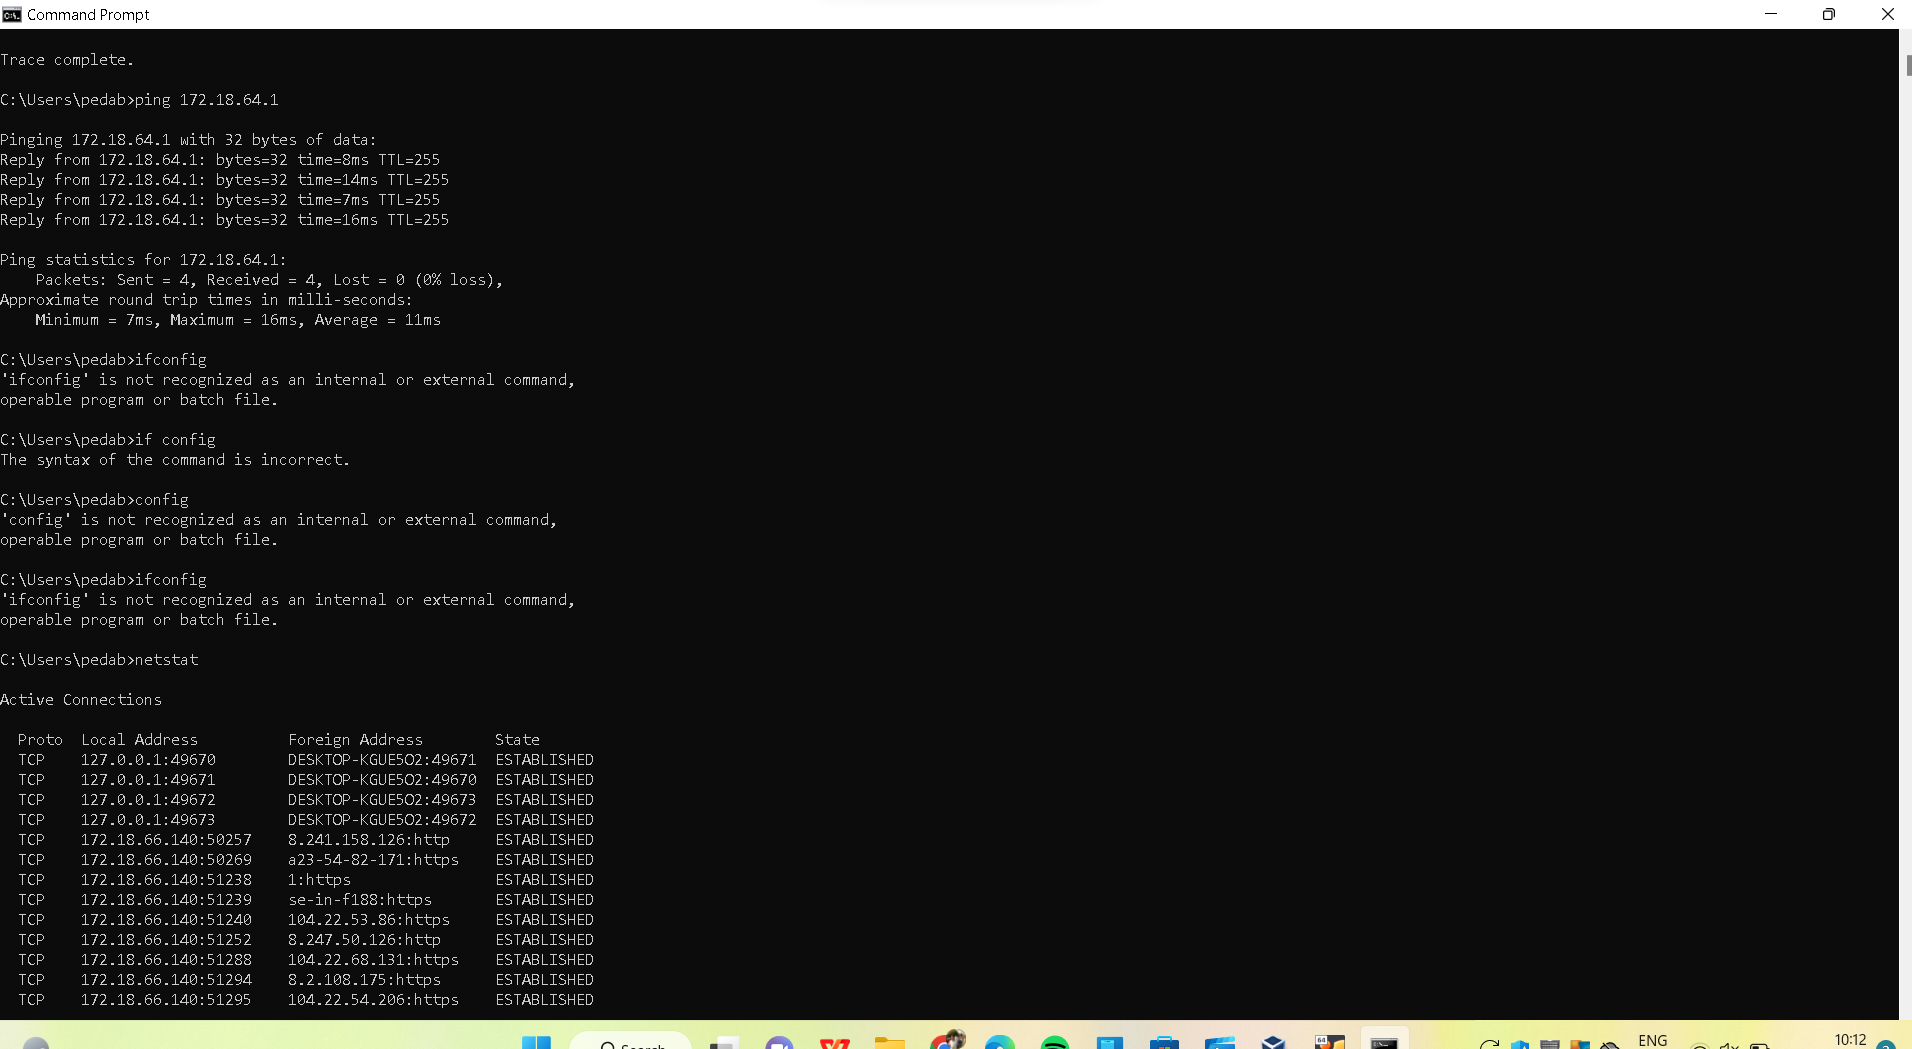 Command Prompt
Trace complete.
C:\Users\pedab>ping 172.18.64.1
Pinging 172.18.64.1 with 32 bytes of data:
Reply from 172.18.64.1: bytes=32 time=8ms TTL=255
Reply from 172.18.64.1: bytes=32 time=14ms TTL=255
Reply from 172.18.64.1: bytes=32 time=7ms TTL=255
Reply from 172.18.64.1: bytes=32 time=16ms TTL=255
Ping statistics for 172.18.64.1:
    Packets: Sent = 4, Received = 4, Lost = 0 (0% loss),
Approximate round trip times in milli-seconds:
    Minimum = 7ms, Maximum = 16ms, Average = 11ms
C:\Users\pedab>ifconfig
'ifconfig' is not recognized as an internal or external command,
operable program or batch file.
C:\Users\pedab>if config
The syntax of the command is incorrect.
C:\Users\pedab>config
'config' is not recognized as an internal or external command,
operable program or batch file.
C:\Users\pedab>ifconfig
'ifconfig' is not recognized as an internal or external command,
operable program or batch file.
C:\Users\pedab>netstat
Active Connections
  Proto  Local Address          Foreign Address        State
  TCP    127.0.0.1:49670        DESKTOP-KGUE5O2:49671  ESTABLISHED
  TCP    127.0.0.1:49671        DESKTOP-KGUE5O2:49670  ESTABLISHED
  TCP    127.0.0.1:49672        DESKTOP-KGUE5O2:49673  ESTABLISHED
  TCP    127.0.0.1:49673        DESKTOP-KGUE5O2:49672  ESTABLISHED
  TCP    172.18.66.140:50257    8.241.158.126:http     ESTABLISHED
  TCP    172.18.66.140:50269    a23-54-82-171:https    ESTABLISHED
  TCP    172.18.66.140:51238    1:https                ESTABLISHED
  TCP    172.18.66.140:51239    se-in-f188:https       ESTABLISHED
  TCP    172.18.66.140:51240    104.22.53.86:https     ESTABLISHED
  TCP    172.18.66.140:51252    8.247.50.126:http      ESTABLISHED
  TCP    172.18.66.140:51288    104.22.68.131:https    ESTABLISHED
  TCP    172.18.66.140:51294    8.2.108.175:https      ESTABLISHED
  TCP    172.18.66.140:51295    104.22.54.206:https    ESTABLISHED
Search
64
ENG
10:12